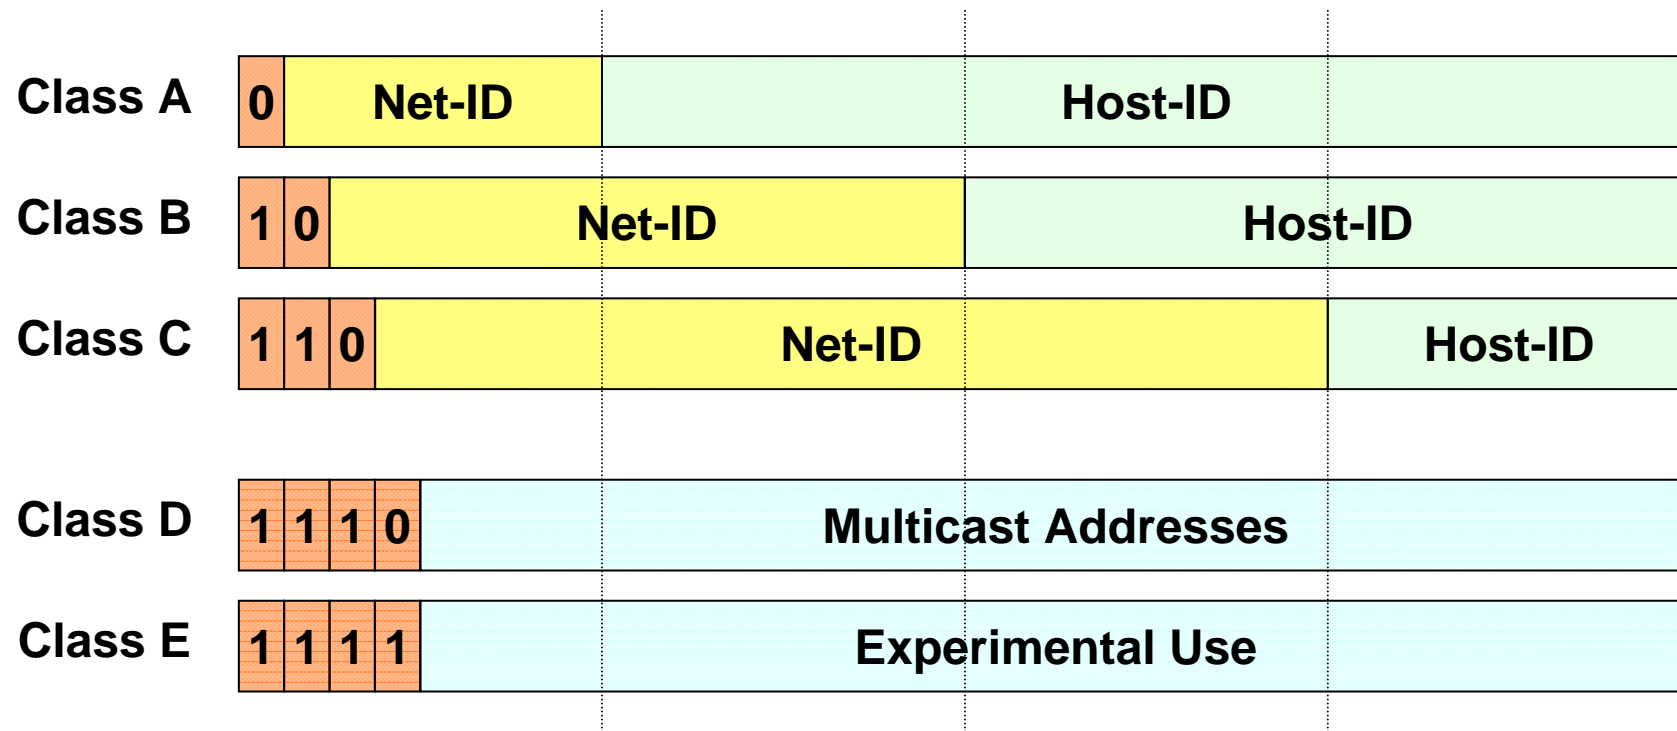 Class A 0 Net-ID Host-ID
Class B 1 0 Net-ID Host-ID
Class C 1 1 0 Net-ID Host-ID
Class D 1 1 1 0 Multicast Addresses
Class E 1 1 1 1 Experimental Use